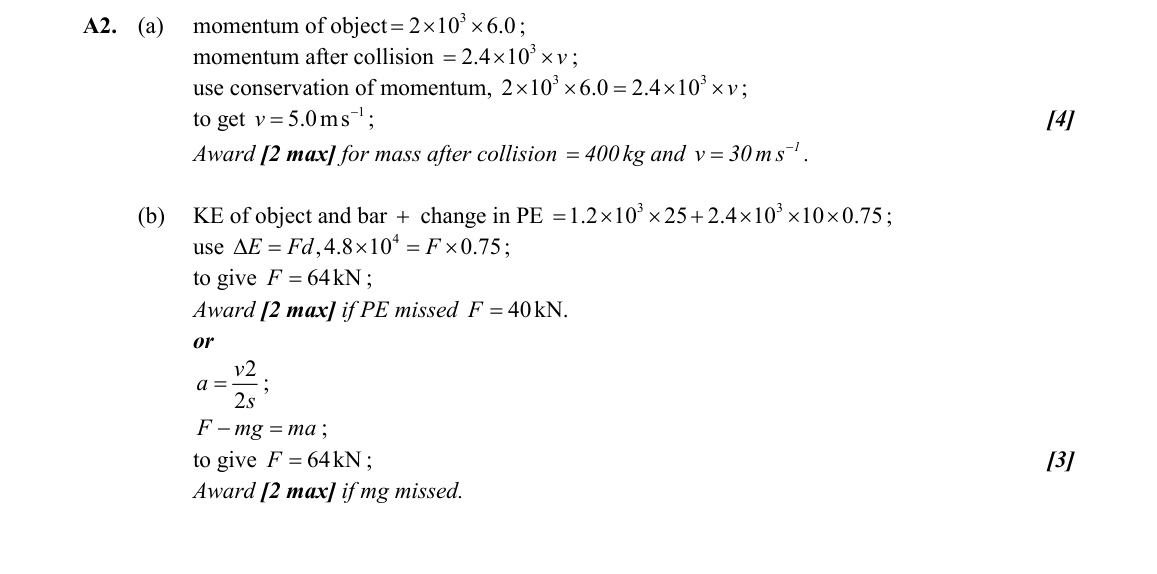 A2. (a) momentum of object = 2×10³ × 6.0 ;
momentum after collision = 2.4×10³ × v ;
use conservation of momentum, 2×10³ × 6.0 = 2.4×10³ × v ;
to get v = 5.0 m s⁻¹ ; [4]
Award [2 max] for mass after collision = 400 kg and v = 30 m s⁻¹ .
(b) KE of object and bar + change in PE = 1.2×10³ × 25 + 2.4×10³ ×10× 0.75 ;
use ΔE = Fd, 4.8×10⁴ = F × 0.75 ;
to give F = 64 kN ;
Award [2 max] if PE missed F = 40 kN.
or
a = v2/2s ;
F − mg = ma ;
to give F = 64 kN ; [3]
Award [2 max] if mg missed.